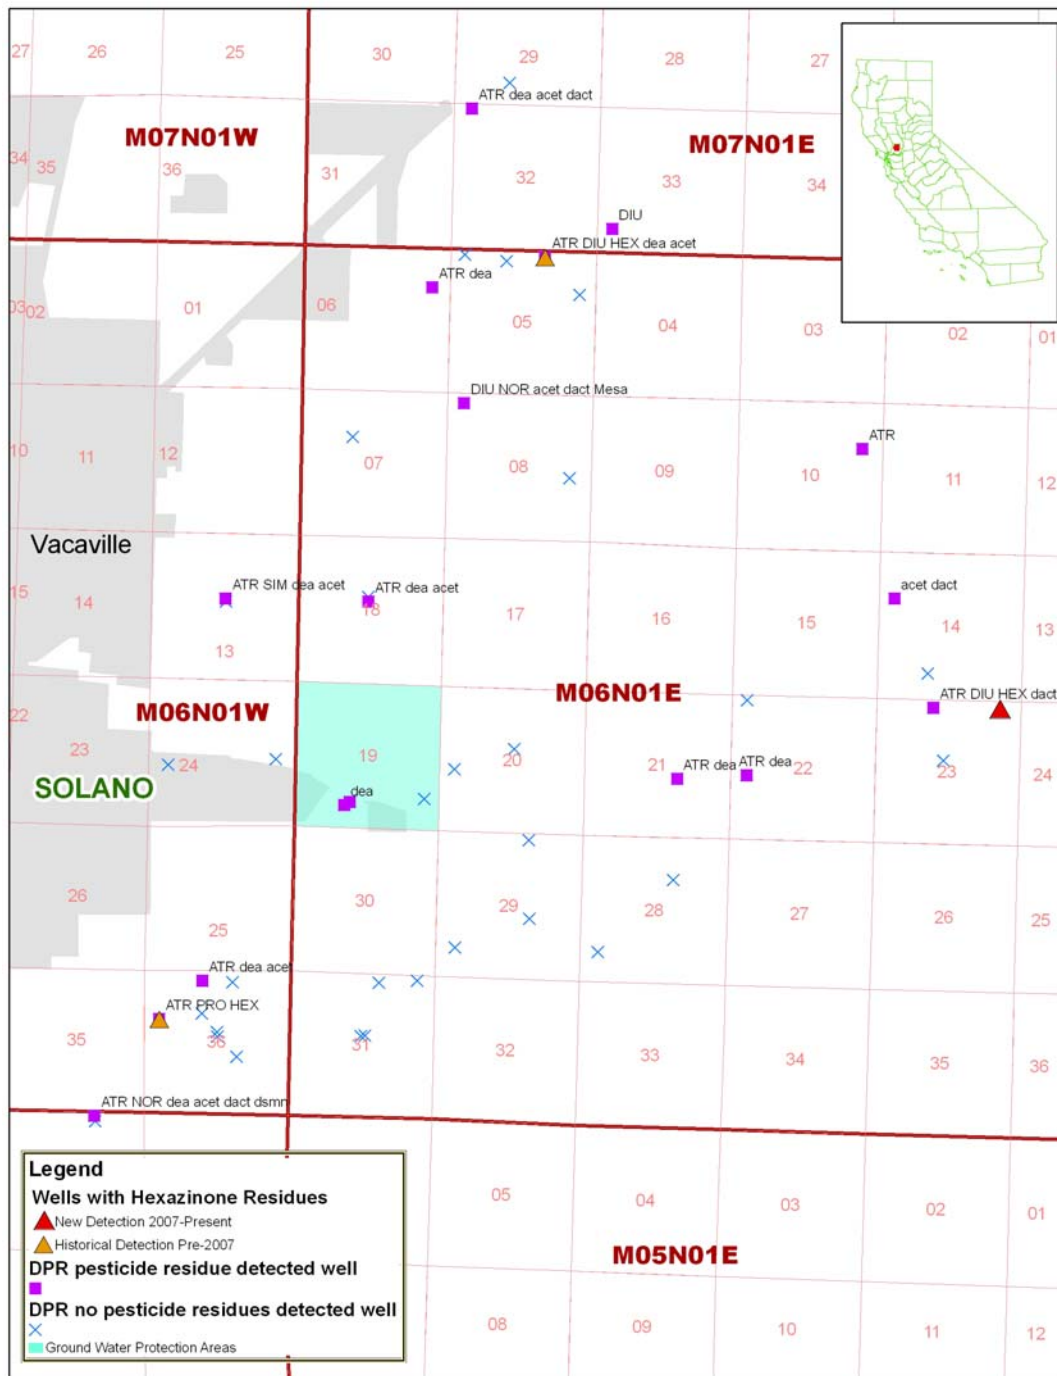 27 26 25 30 29 28 27
ATR dea acet dact
M07N01W M07N01E
34 35 36 31 32 33 34
DIU
ATR DIU HEX dea acet
ATR dea
03 02 01 06 05 04 03 02 01
DIU NOR acet dact Mesa
ATR
10 11 12 07 08 09 10 11 12
Vacaville
ATR SIM dea acet
ATR dea acet
acet dact
15 14 13 18 17 16 15 14 13
M06N01W M06N01E
ATR DIU HEX dact
22 23 24 19 20 21 22 23 24
ATR dea
ATR dea
SOLANO
dea
26 25 30 29 28 27 26 25
ATR dea acet
ATR PRO HEX
35 36 31 32 33 34 35 36
ATR NOR dea acet dact dsmn
Legend
Wells with Hexazinone Residues
New Detection 2007-Present
Historical Detection Pre-2007
DPR pesticide residue detected well
DPR no pesticide residues detected well
Ground Water Protection Areas
05 04 03 02 01
M05N01E
08 09 10 11 12